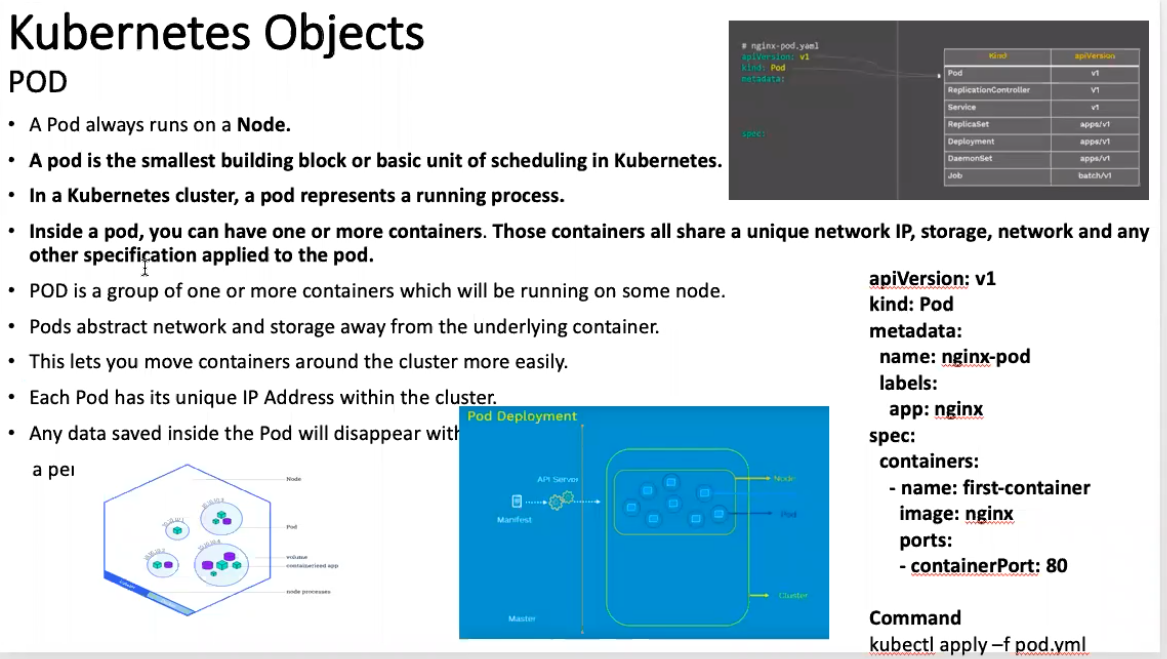 Kubernetes Objects
POD
• A Pod always runs on a Node.
• A pod is the smallest building block or basic unit of scheduling in Kubernetes.
• In a Kubernetes cluster, a pod represents a running process.
• Inside a pod, you can have one or more containers. Those containers all share a unique network IP, storage, network and any
other specification applied to the pod.
• POD is a group of one or more containers which will be running on some node.
• Pods abstract network and storage away from the underlying container.
• This lets you move containers around the cluster more easily.
• Each Pod has its unique IP Address within the cluster.
• Any data saved inside the Pod will disappear with
a per
# nginx-pod.yaml
apiVersion: v1
kind: Pod
metadata:
spec:
Kind apiVersion
Pod v1
ReplicationController V1
Service v1
ReplicaSet apps/v1
Deployment apps/v1
DaemonSet apps/v1
Job batch/v1
Node
Pod
volume
containerized app
node processes
Pod Deployment
API Server
Manifest
Master
Node
Pod
Cluster
apiVersion: v1
kind: Pod
metadata:
name: nginx-pod
labels:
app: nginx
spec:
containers:
- name: first-container
image: nginx
ports:
- containerPort: 80
Command
kubectl apply –f pod.yml